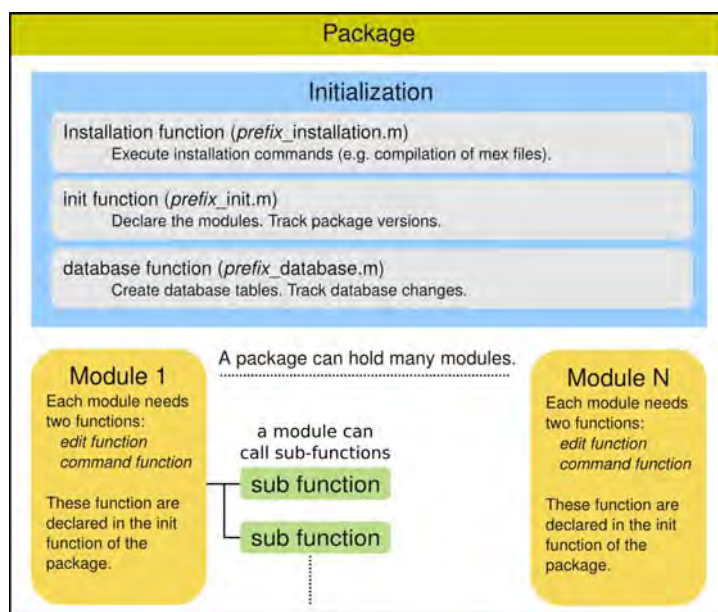 Package
Initialization
Installation function (prefix_installation.m)
Execute installation commands (e.g. compilation of mex files).
init function (prefix_init.m)
Declare the modules. Track package versions.
database function (prefix_database.m)
Create database tables. Track database changes.
Module 1
Each module needs
two functions:
edit function
command function
These function are
declared in the init
function of the
package.
A package can hold many modules.
a module can
call sub-functions
sub function
sub function
Module N
Each module needs
two functions:
edit function
command function
These function are
declared in the init
function of the
package.